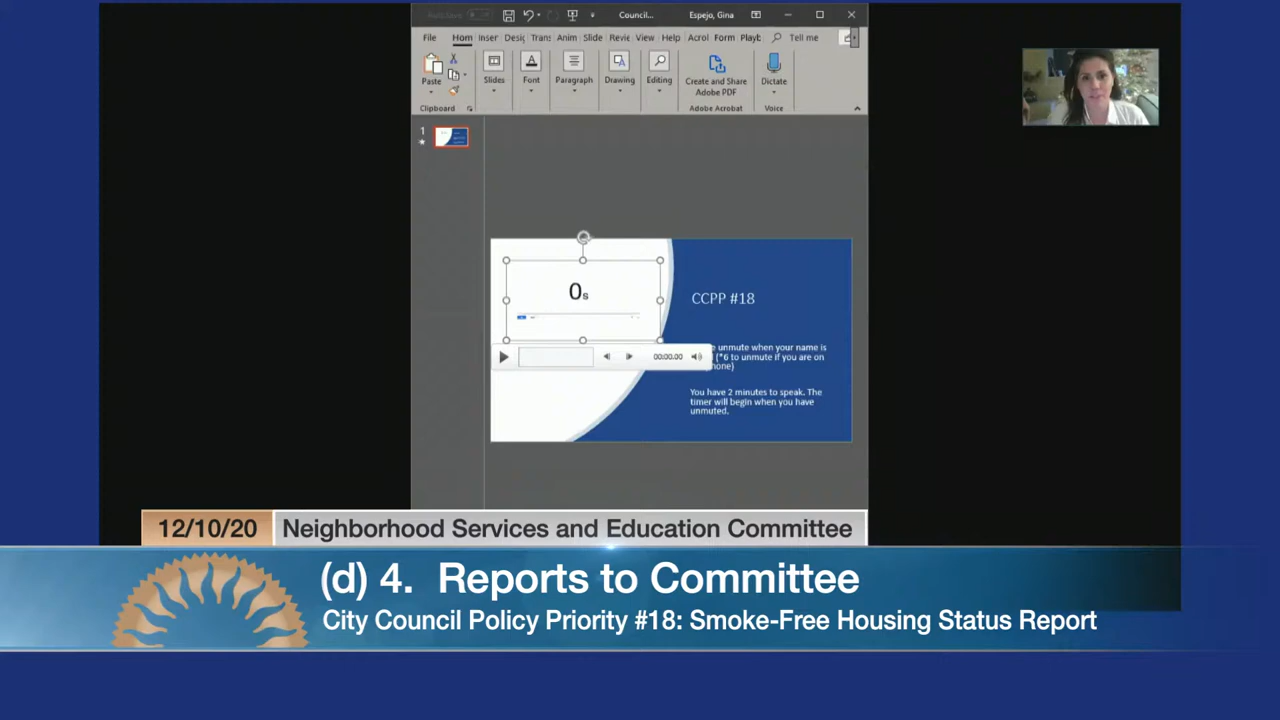 AutoSave
Council...
Espejo, Gina
File Hom Inser Desig Trans Anim Slide Revie View Help Acrol Form Playb Tell me
Paste
Slides
Font
Paragraph
Drawing
Editing
Create and Share
Adobe PDF
Dictate
Clipboard
Adobe Acrobat
Voice
1
0s
CCPP #18
e unmute when your name is
(*6 to unmute if you are on
hone)
00:00.00
You have 2 minutes to speak. The
timer will begin when you have
unmuted.
12/10/20
Neighborhood Services and Education Committee
(d) 4. Reports to Committee
City Council Policy Priority #18: Smoke-Free Housing Status Report